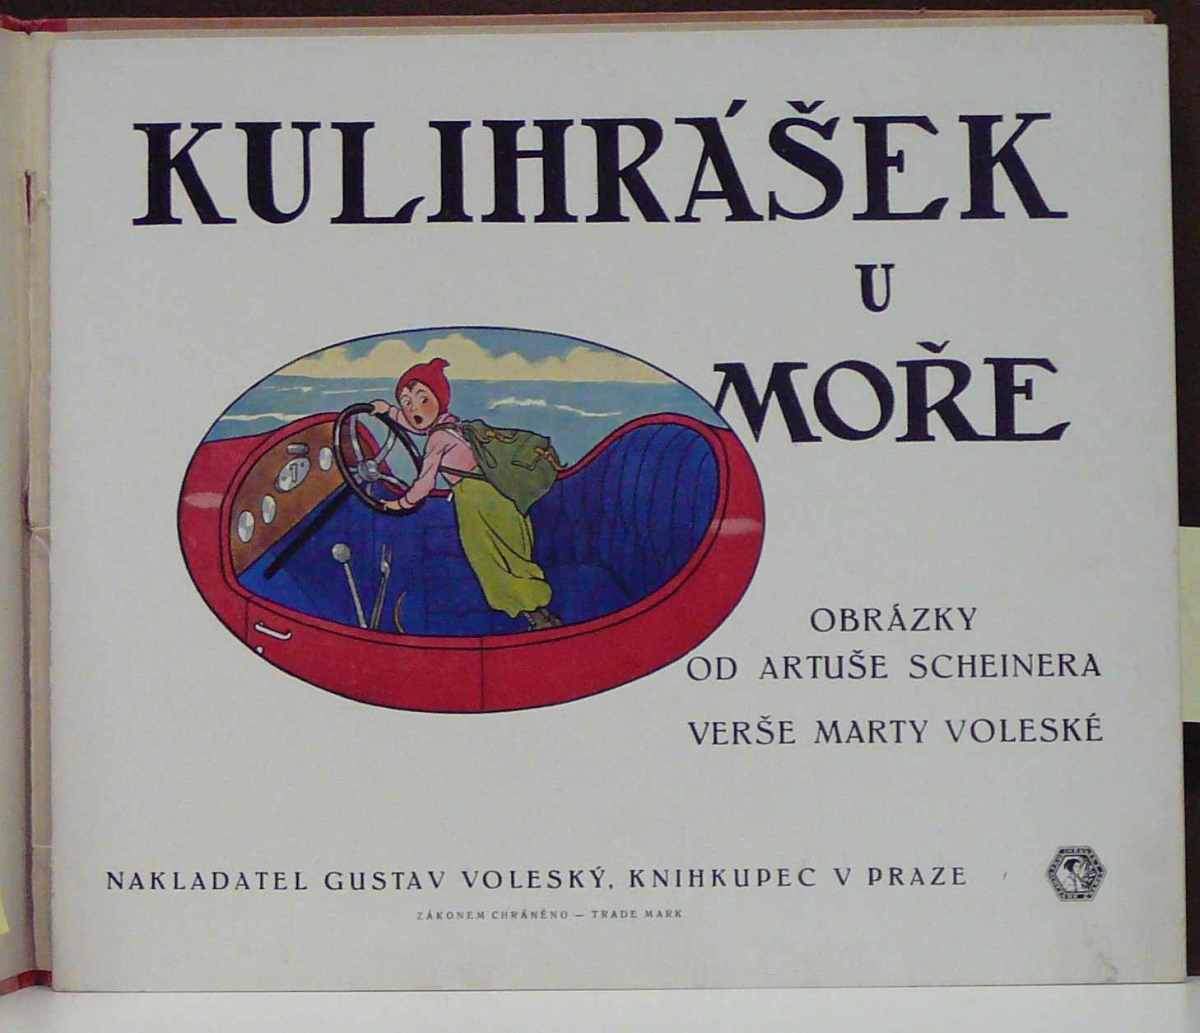 KULIHRÁŠEK
U
MOŘE
OBRÁZKY
OD ARTUŠE SCHEINERA
VERŠE MARTY VOLESKÉ
NAKLADATEL GUSTAV VOLESKÝ, KNIHKUPEC V PRAZE
ZÁKONEM CHRÁNĚNO — TRADE MARK